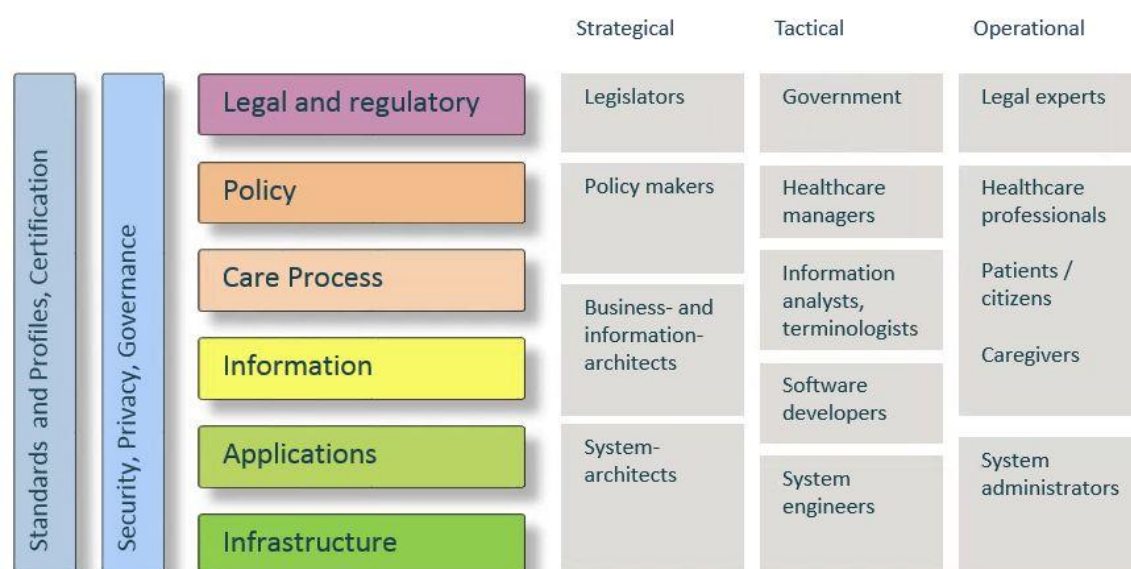 Strategical
Tactical
Operational
Standards and Profiles, Certification
Security, Privacy, Governance
Legal and regulatory
Legislators
Government
Legal experts
Policy
Policy makers
Healthcare
managers
Healthcare
professionals
Care Process
Information
analysts,
terminologists
Patients /
citizens
Business- and
information-
architects
Information
Caregivers
Software
developers
Applications
System-
architects
System
engineers
System
administrators
Infrastructure